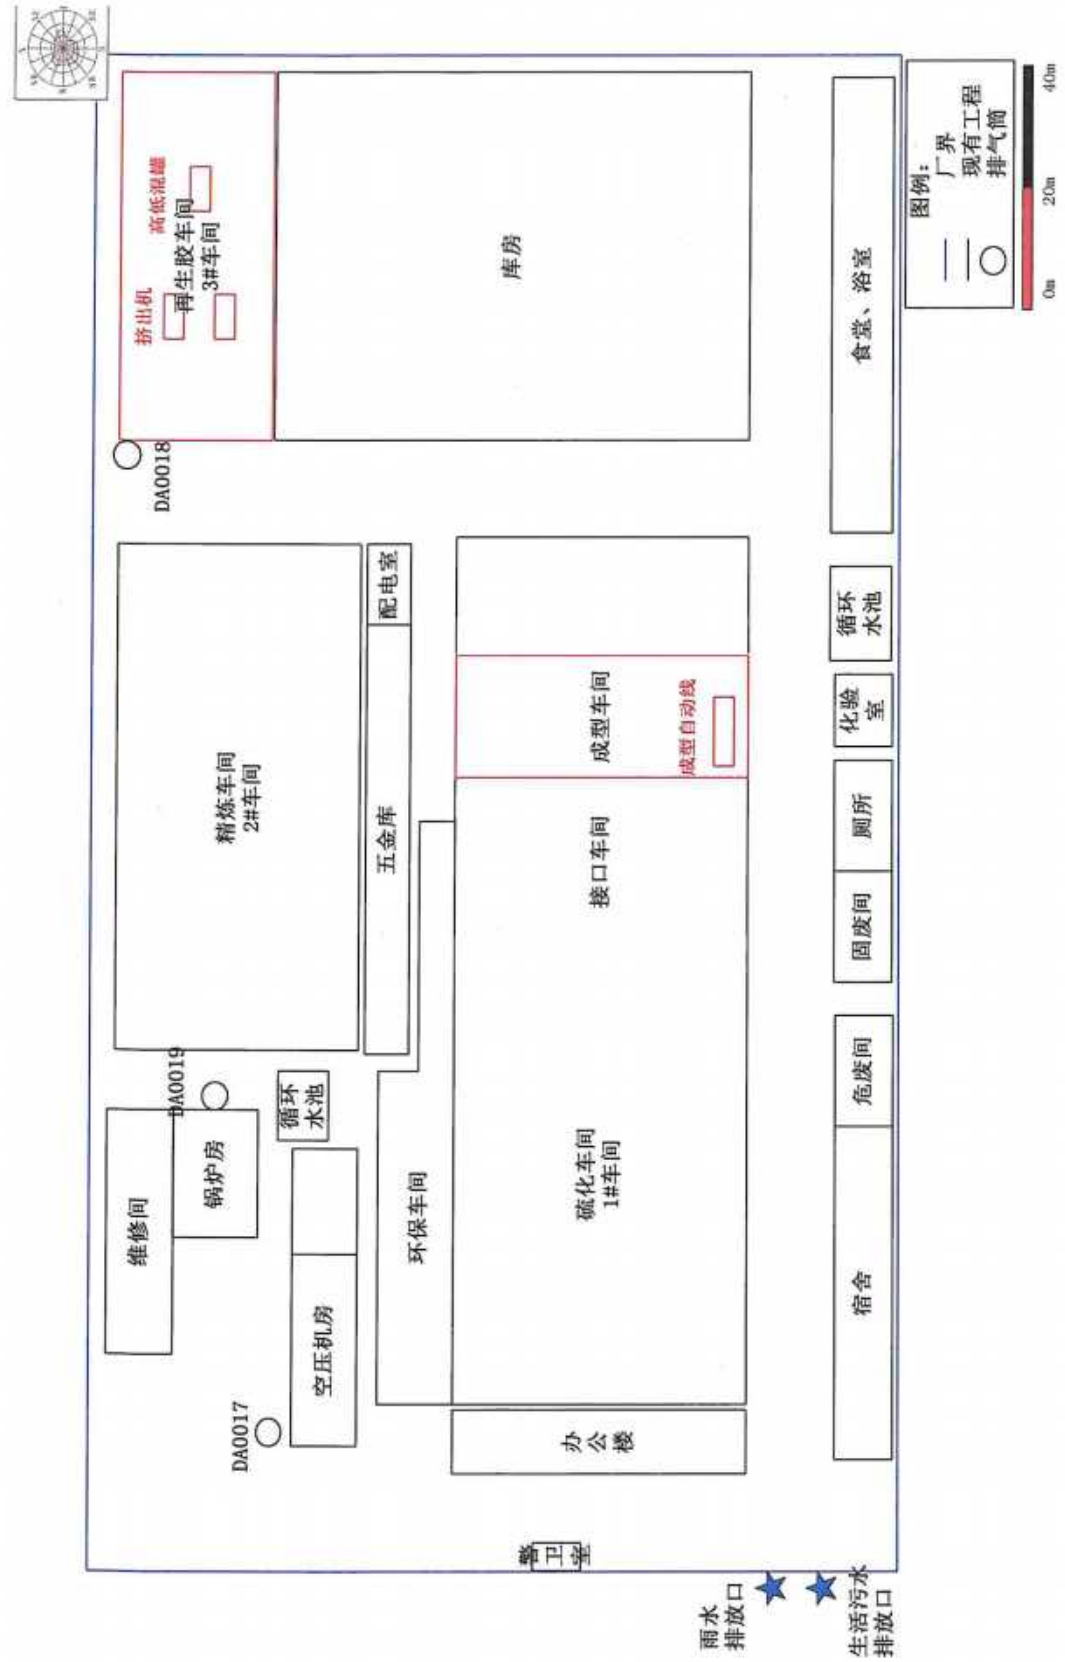 高低混罐
挤出机
再生胶车间
3#车间
库房
食堂、浴室
图例:
厂界
现有工程
排气筒
0m
20m
40m
DA0018
精炼车间
2#车间
配电室
五金库
成型车间
成型自动线
接口车间
循环
水池
化验
室
厕所
固废间
危废间
宿舍
DA0019
维修间
锅炉房
循环
水池
环保车间
硫化车间
1#车间
空压机房
DA0017
办
公
楼
警
卫
室
雨水
排放口
生活污水
排放口